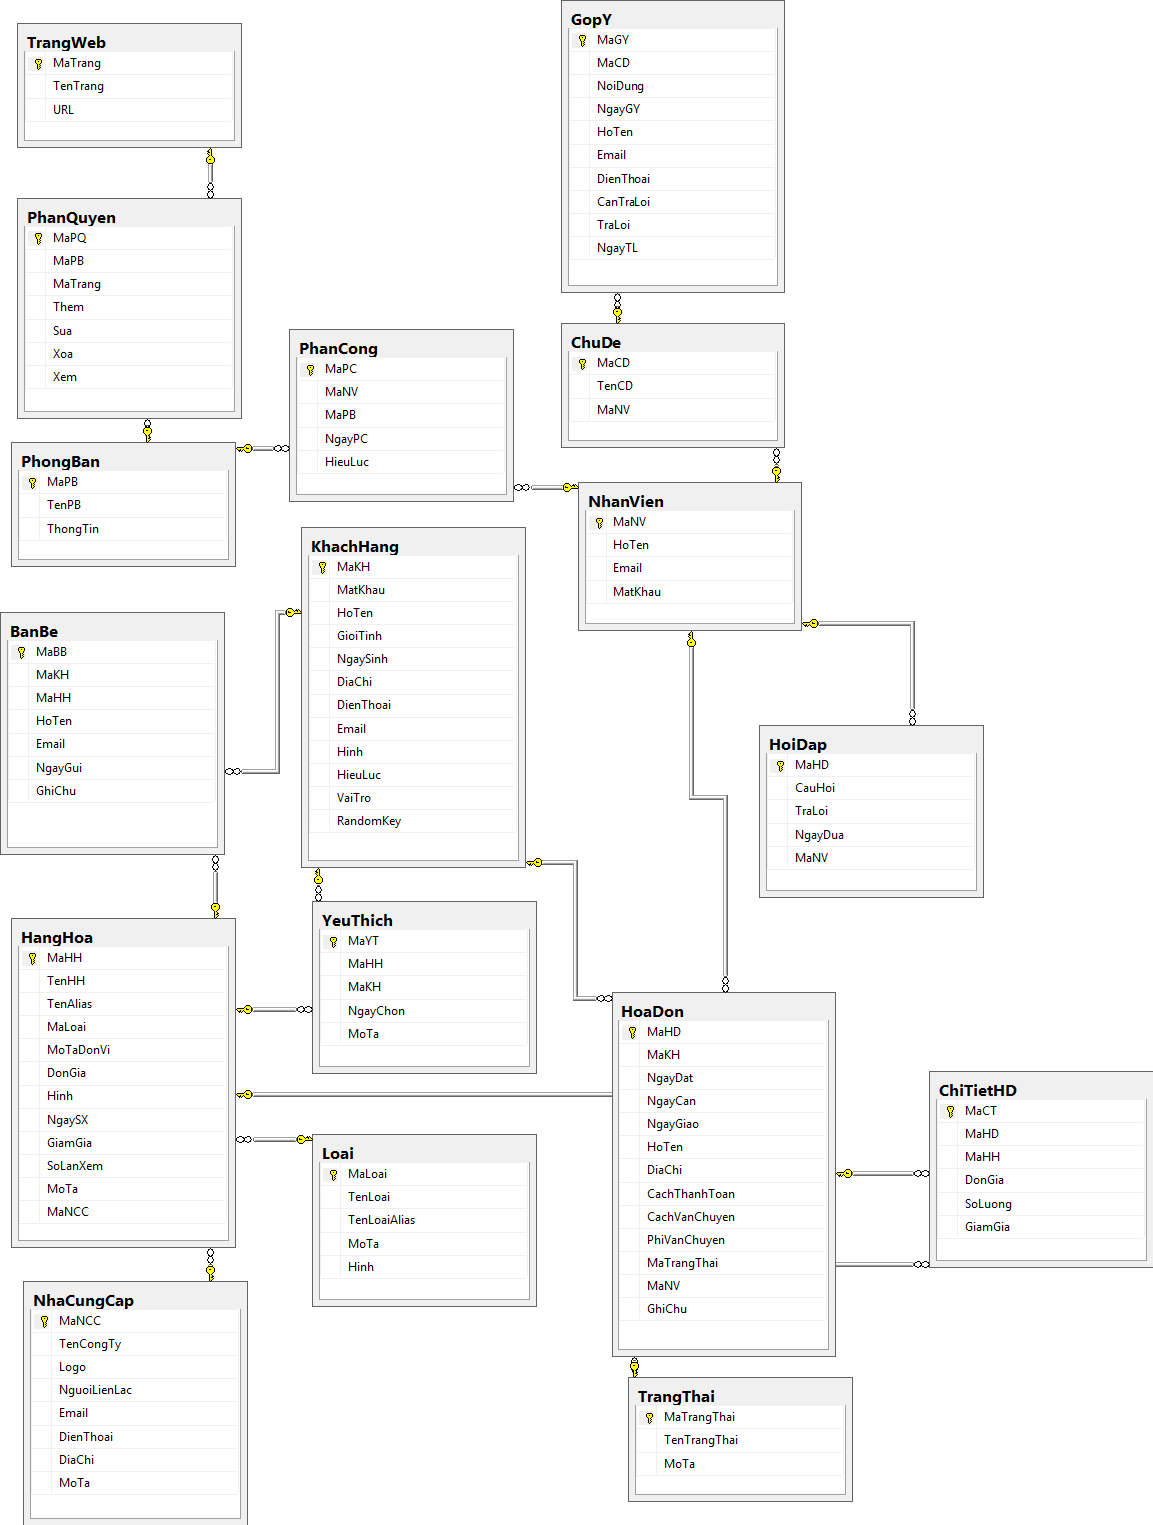 TrangWeb
MaTrang
TenTrang
URL
PhanQuyen
MaPQ
MaPB
MaTrang
Them
Sua
Xoa
Xem
PhongBan
MaPB
TenPB
ThongTin
PhanCong
MaPC
MaNV
MaPB
NgayPC
HieuLuc
GopY
MaGY
MaCD
NoiDung
NgayGY
HoTen
Email
DienThoai
CanTraLoi
TraLoi
NgayTL
ChuDe
MaCD
TenCD
MaNV
NhanVien
MaNV
HoTen
Email
MatKhau
KhachHang
MaKH
MatKhau
HoTen
GioiTinh
NgaySinh
DiaChi
DienThoai
Email
Hinh
HieuLuc
VaiTro
RandomKey
BanBe
MaBB
MaKH
MaHH
HoTen
Email
NgayGui
GhiChu
HoiDap
MaHD
CauHoi
TraLoi
NgayDua
MaNV
HangHoa
MaHH
TenHH
TenAlias
MaLoai
MoTaDonVi
DonGia
Hinh
NgaySX
GiamGia
SoLanXem
MoTa
MaNCC
YeuThich
MaYT
MaHH
MaKH
NgayChon
MoTa
Loai
MaLoai
TenLoai
TenLoaiAlias
MoTa
Hinh
HoaDon
MaHD
MaKH
NgayDat
NgayCan
NgayGiao
HoTen
DiaChi
CachThanhToan
CachVanChuyen
PhiVanChuyen
MaTrangThai
MaNV
GhiChu
ChiTietHD
MaCT
MaHD
MaHH
DonGia
SoLuong
GiamGia
NhaCungCap
MaNCC
TenCongTy
Logo
NguoiLienLac
Email
DienThoai
DiaChi
MoTa
TrangThai
MaTrangThai
TenTrangThai
MoTa